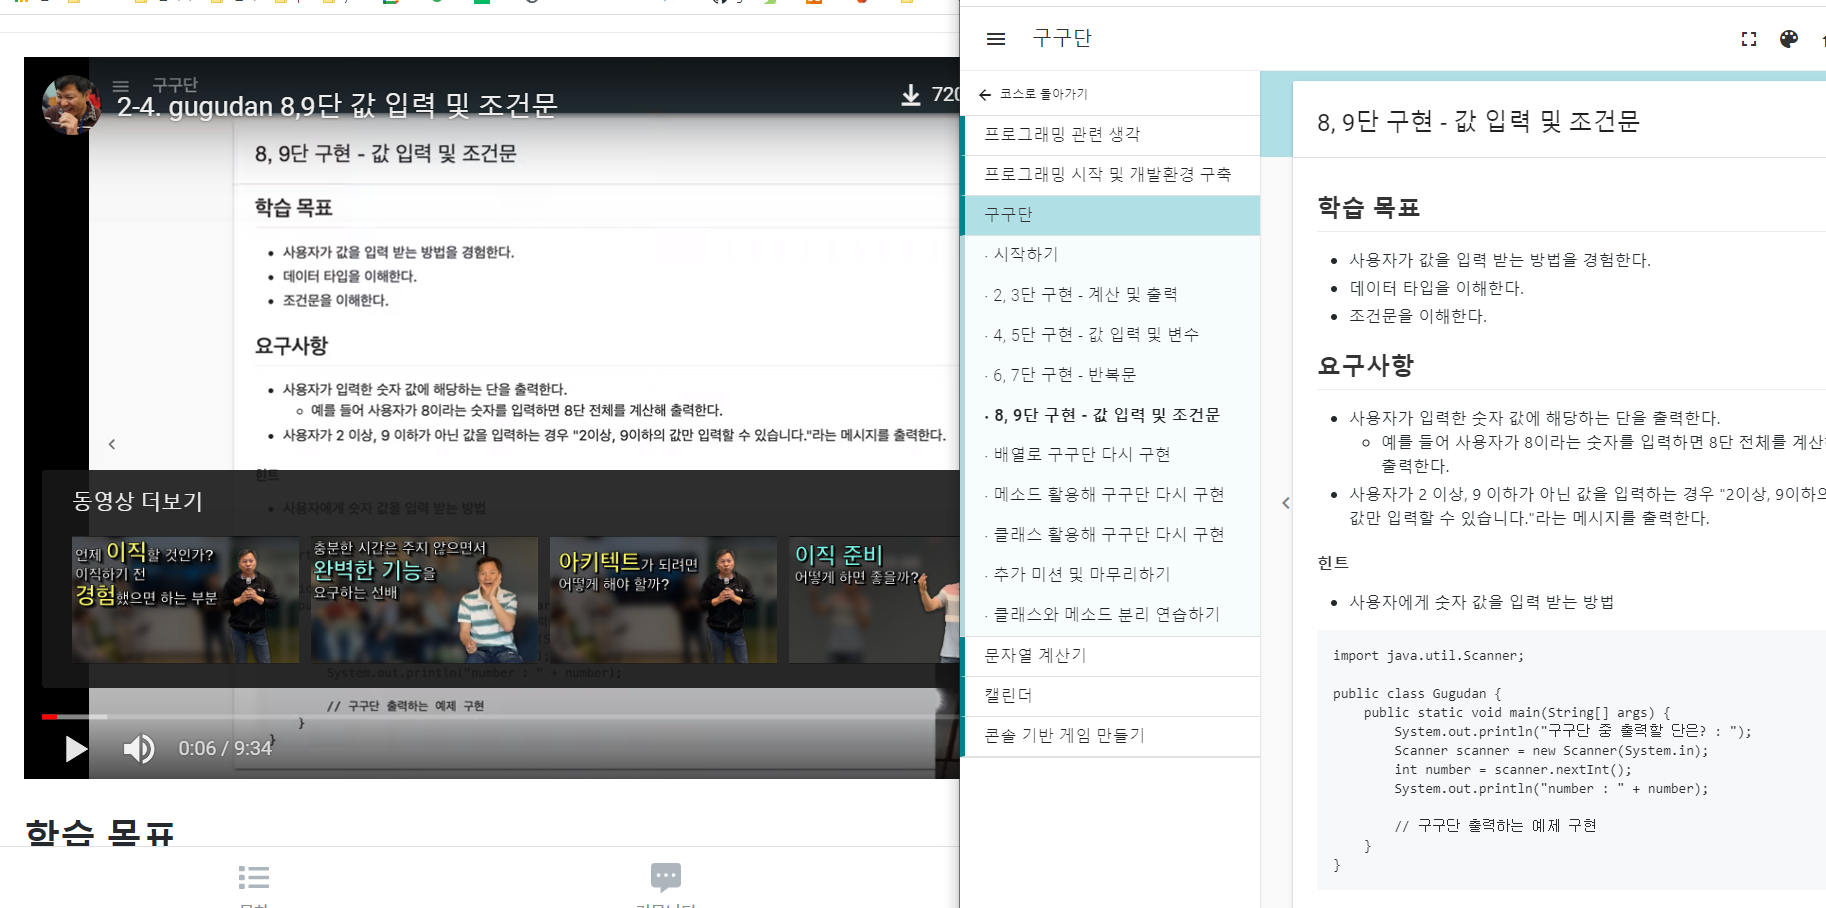 구구단
2-4. gugudan 8,9단 값 입력 및 조건문
8, 9단 구현 - 값 입력 및 조건문
학습 목표
사용자가 값을 입력 받는 방법을 경험한다.
데이터 타입을 이해한다.
조건문을 이해한다.
요구사항
사용자가 입력한 숫자 값에 해당하는 단을 출력한다.
예를 들어 사용자가 8이라는 숫자를 입력하면 8단 전체를 계산해 출력한다.
사용자가 2 이상, 9 이하가 아닌 값을 입력하는 경우 "2이상, 9이하의 값만 입력할 수 있습니다."라는 메시지를 출력한다.
힌트
사용자에게 숫자 값을 입력 받는 방법
동영상 더보기
언제 이직할 것인가?
이직하기 전
경험했으면 하는 부분
충분한 시간은 주지 않으면서
완벽한 기능을
요구하는 선배
아키텍트가 되려면
어떻게 해야 할까?
이직 준비
어떻게 하면 좋을까?
System.out.println("number : " + number);
// 구구단 출력하는 예제 구현
}
}
0:06 / 9:34
학습 목표
구구단
코스로 돌아가기
프로그래밍 관련 생각
프로그래밍 시작 및 개발환경 구축
구구단
· 시작하기
· 2, 3단 구현 - 계산 및 출력
· 4, 5단 구현 - 값 입력 및 변수
· 6, 7단 구현 - 반복문
· 8, 9단 구현 - 값 입력 및 조건문
· 배열로 구구단 다시 구현
· 메소드 활용해 구구단 다시 구현
· 클래스 활용해 구구단 다시 구현
· 추가 미션 및 마무리하기
· 클래스와 메소드 분리 연습하기
문자열 계산기
캘린더
콘솔 기반 게임 만들기
8, 9단 구현 - 값 입력 및 조건문
학습 목표
사용자가 값을 입력 받는 방법을 경험한다.
데이터 타입을 이해한다.
조건문을 이해한다.
요구사항
사용자가 입력한 숫자 값에 해당하는 단을 출력한다.
예를 들어 사용자가 8이라는 숫자를 입력하면 8단 전체를 계산
출력한다.
사용자가 2 이상, 9 이하가 아닌 값을 입력하는 경우 "2이상, 9이하의
값만 입력할 수 있습니다."라는 메시지를 출력한다.
힌트
사용자에게 숫자 값을 입력 받는 방법
import java.util.Scanner;
public class Gugudan {
public static void main(String[] args) {
System.out.println("구구단 중 출력할 단은? : ");
Scanner scanner = new Scanner(System.in);
int number = scanner.nextInt();
System.out.println("number : " + number);
// 구구단 출력하는 예제 구현
}
}